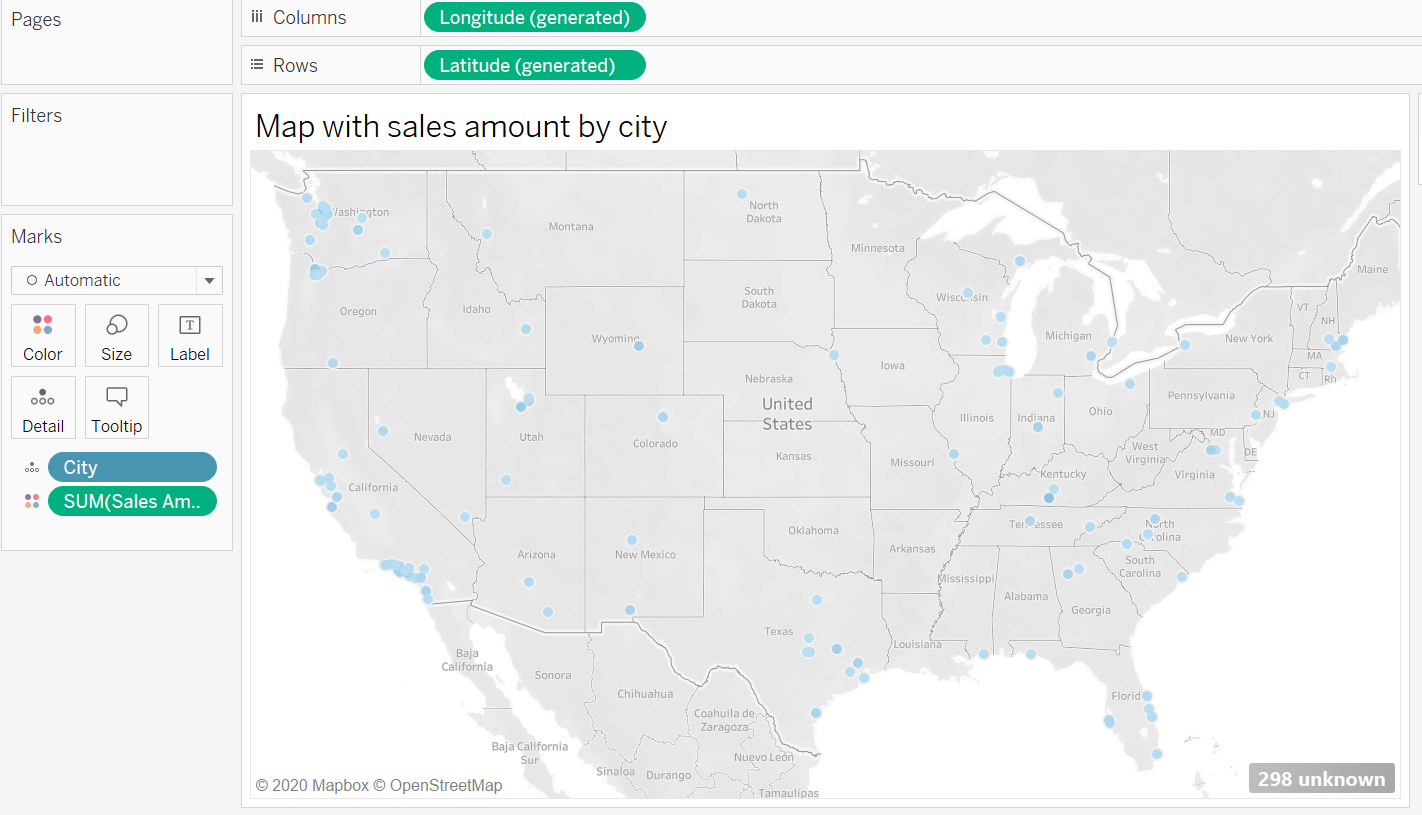 Pages
Columns
Longitude (generated)
Rows
Latitude (generated)
Filters
Marks
Automatic
Color
Size
Label
Detail
Tooltip
City
SUM(Sales Am..
Map with sales amount by city
Washington
Montana
North
Dakota
Minnesota
Maine
Oregon
Idaho
South
Dakota
Wisconsin
VT
NH
Wyoming
Michigan
New York
MA
CT
RI
Nebraska
Iowa
United
States
Illinois
Indiana
Ohio
Pennsylvania
NJ
Nevada
Utah
Colorado
Kansas
Missouri
West
Virginia
MD
DE
Kentucky
Virginia
California
Arizona
New Mexico
Oklahoma
Arkansas
Tennessee
North
Carolina
South
Carolina
Mississippi
Alabama
Georgia
Texas
Louisiana
Florid
Baja
California
Sonora
Chihuahua
Coahuila de
Zaragoza
Baja California
Sur
Sinaloa
Durango
Nuevo León
Tamaulipas
© 2020 Mapbox © OpenStreetMap
298 unknown